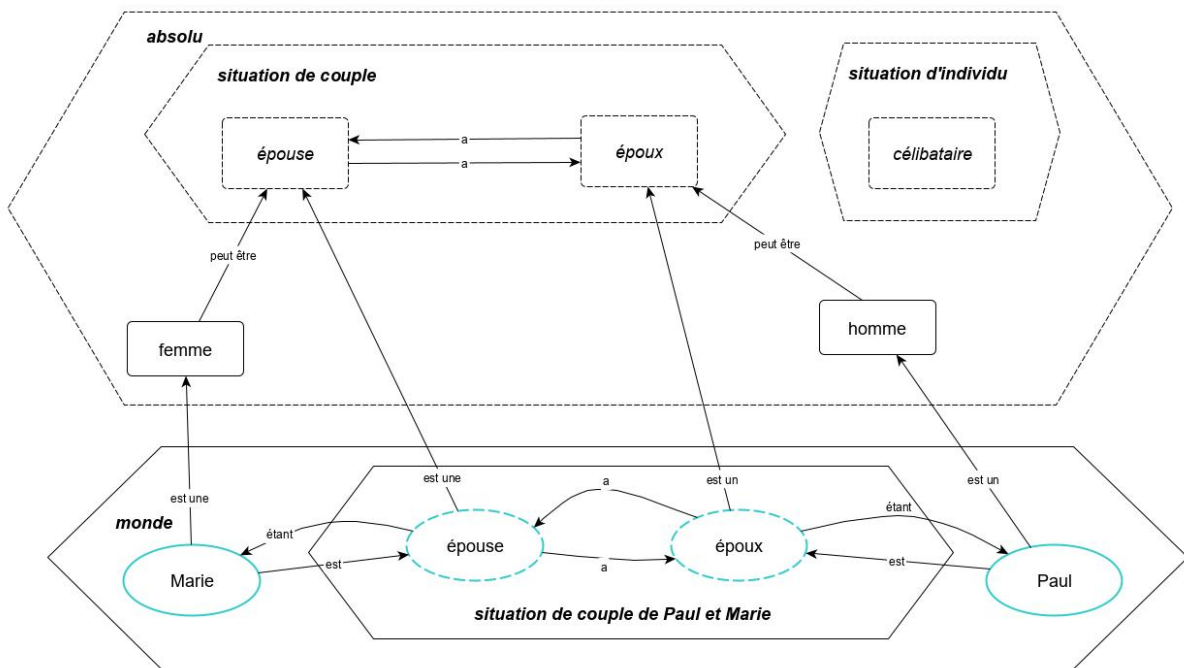 absolu
situation de couple
situation d'individu
épouse
a
a
époux
célibataire
peut être
peut être
femme
homme
est une
est une
est un
est un
monde
étant
a
étant
Marie
est
épouse
a
époux
est
Paul
situation de couple de Paul et Marie